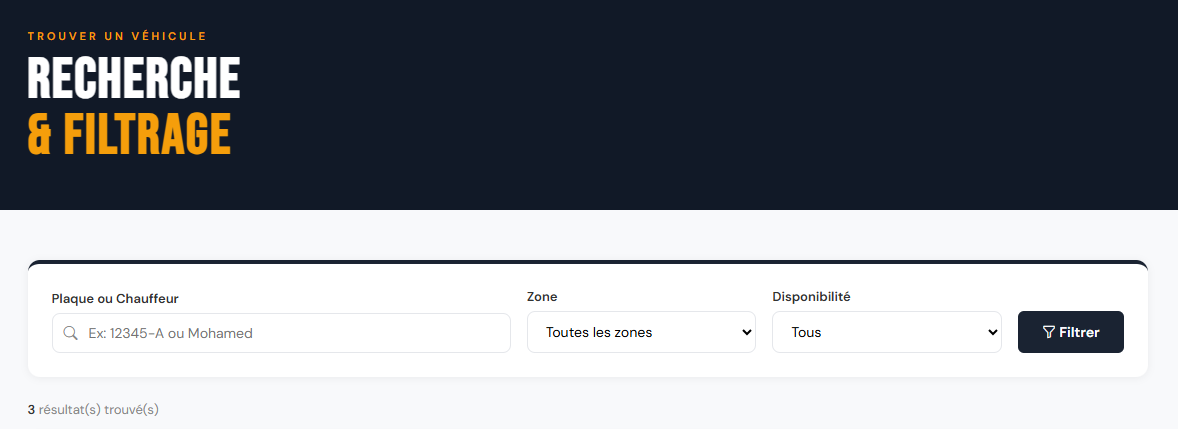 TROUVER UN VÉHICULE
RECHERCHE
& FILTRAGE
Plaque ou Chauffeur
Ex: 12345-A ou Mohamed
Zone
Toutes les zones
Disponibilité
Tous
Filtrer
3 résultat(s) trouvé(s)